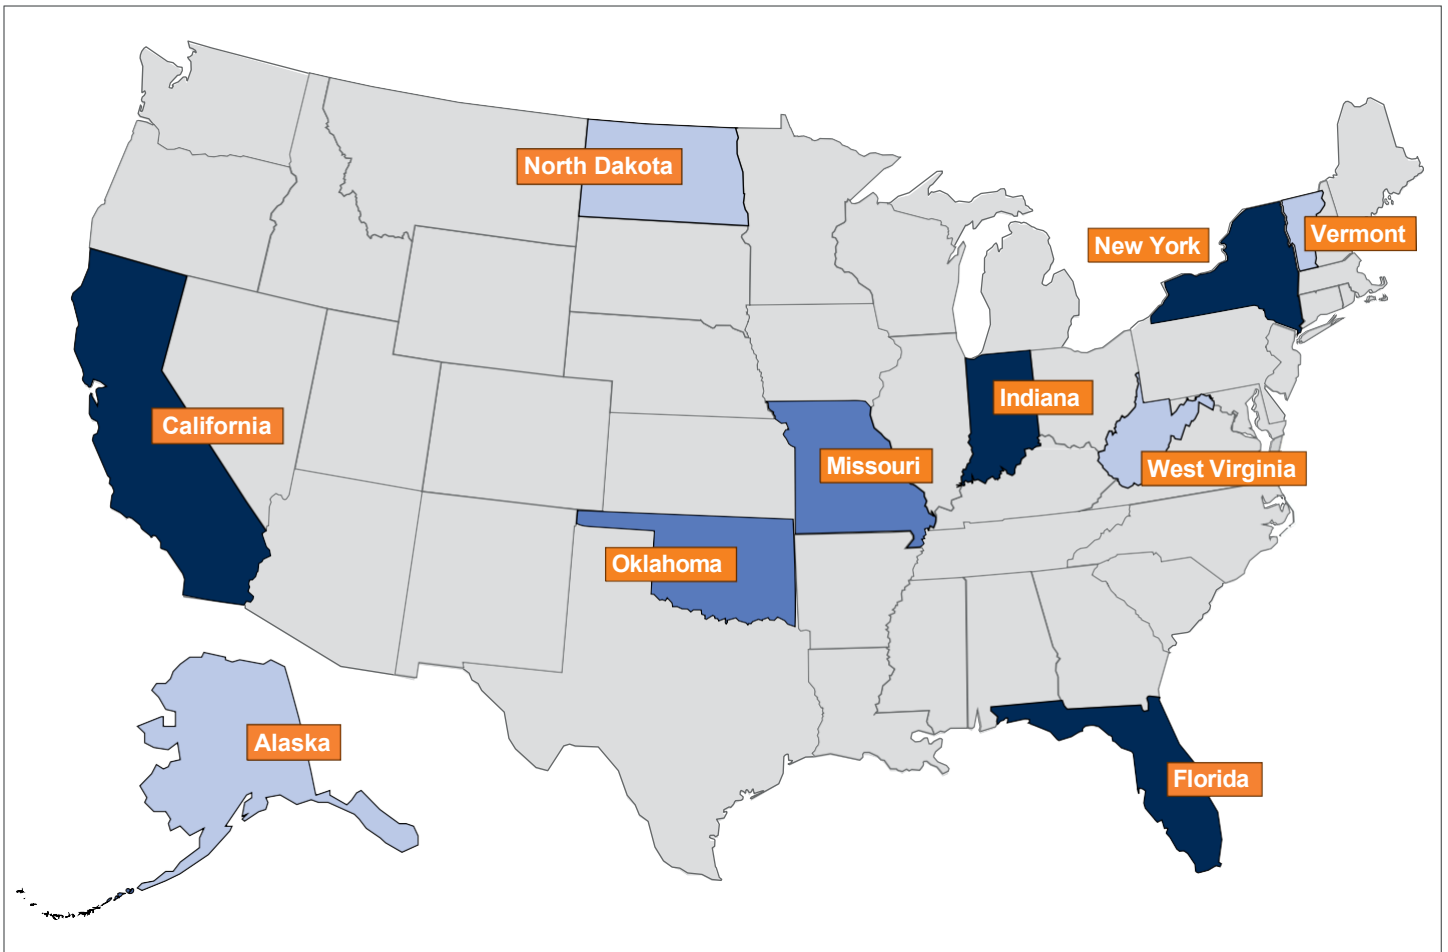 North Dakota
Vermont
New York
Indiana
California
Missouri
West Virginia
Oklahoma
Alaska
Florida